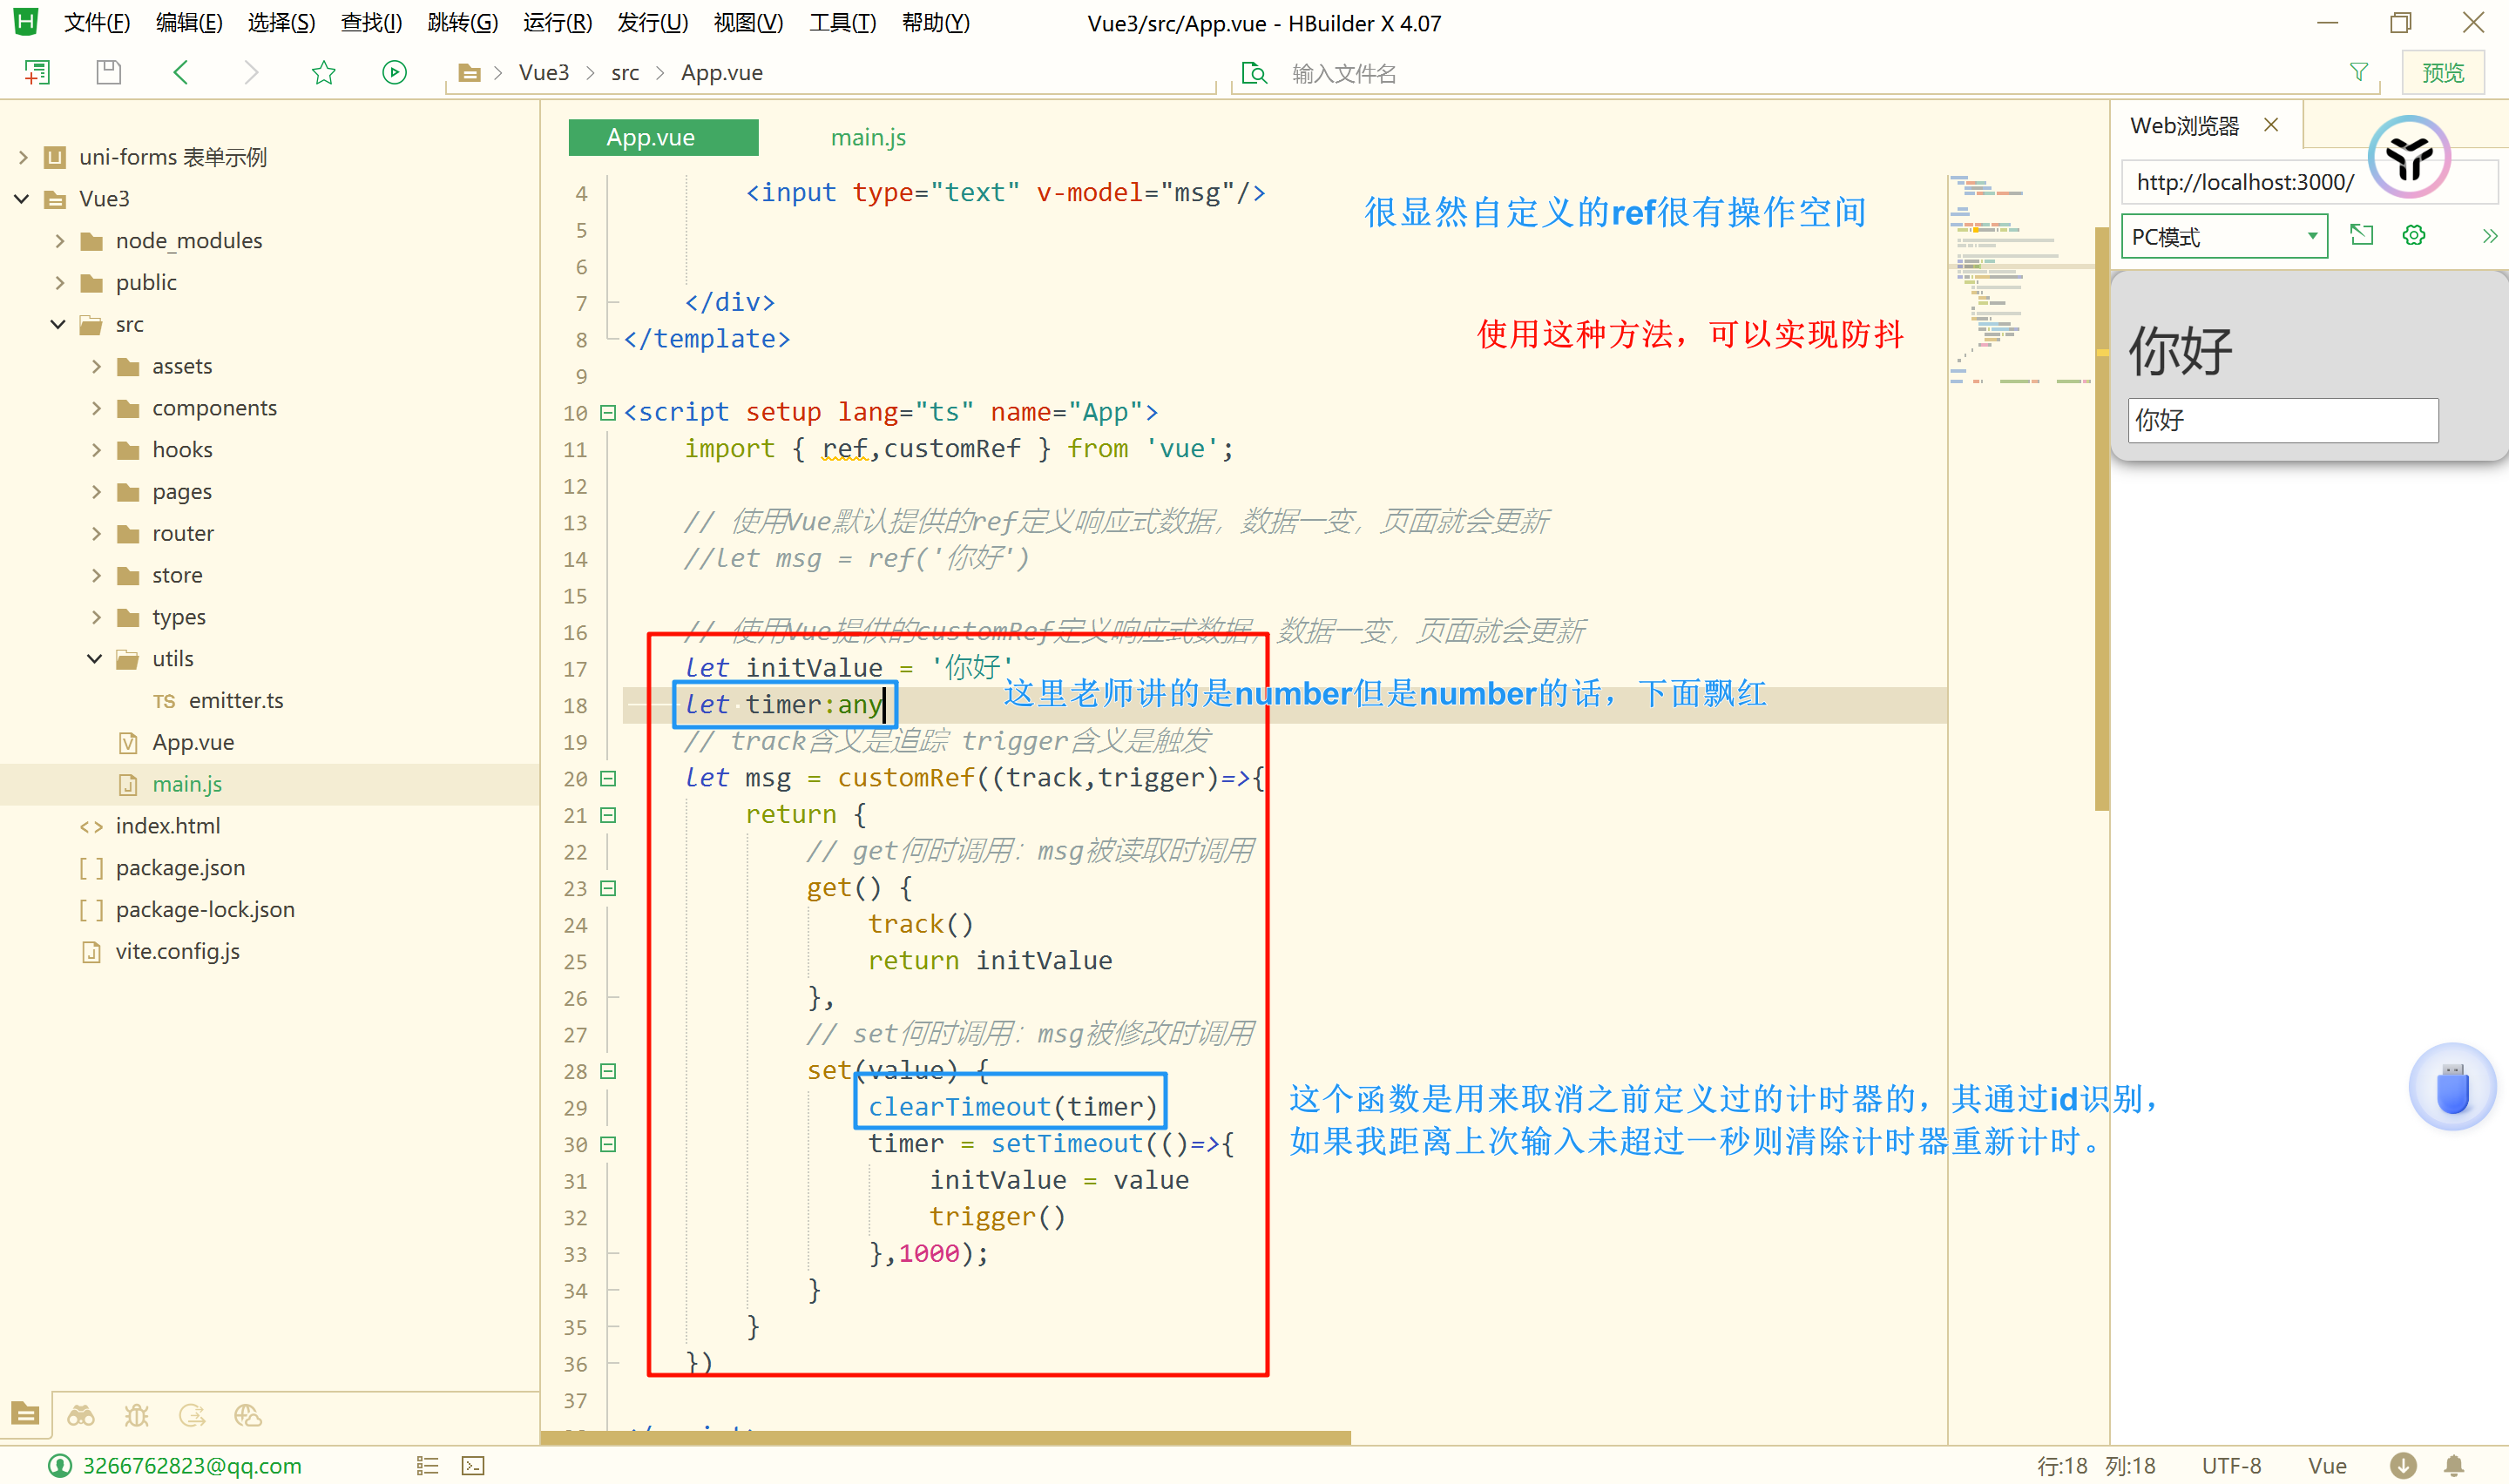 文件(F) 编辑(E) 选择(S) 查找(I) 跳转(G) 运行(R) 发行(U) 视图(V) 工具(T) 帮助(Y)
Vue3/src/App.vue - HBuilder X 4.07
Vue3 > src > App.vue
输入文件名
预览
uni-forms 表单示例
Vue3
node_modules
public
src
assets
components
hooks
pages
router
store
types
utils
TS emitter.ts
App.vue
main.js
index.html
package.json
package-lock.json
vite.config.js
App.vue main.js
4 <input type="text" v-model="msg"/>
5
6
7 </div>
8 </template>
9
10 <script setup lang="ts" name="App">
11 import { ref,customRef } from 'vue';
12
13 // 使用Vue默认提供的ref定义响应式数据，数据一变，页面就会更新
14 //let msg = ref('你好')
15
16 // 使用Vue提供的customRef定义响应式数据，数据一变，页面就会更新
17 let initValue = '你好'
18 let timer:any
19 // track含义是追踪 trigger含义是触发
20 let msg = customRef((track,trigger)=>{
21 return {
22 // get何时调用：msg被读取时调用
23 get() {
24 track()
25 return initValue
26 },
27 // set何时调用：msg被修改时调用
28 set(value) {
29 clearTimeout(timer)
30 timer = setTimeout(()=>{
31 initValue = value
32 trigger()
33 },1000);
34 }
35 }
36 })
37
很显然自定义的ref很有操作空间
使用这种方法，可以实现防抖
这里老师讲的是number但是number的话，下面飘红
这个函数是用来取消之前定义过的计时器的，其通过id识别，
如果我距离上次输入未超过一秒则清除计时器重新计时。
Web浏览器
http://localhost:3000/
PC模式
你好
你好
3266762823@qq.com
行:18 列:18 UTF-8 Vue